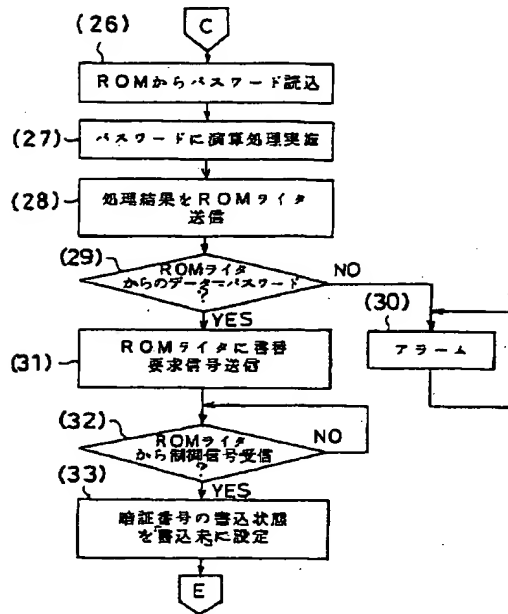 C
(26)
ROMからパスワード読込
(27)
パスワードに演算処理実施
(28)
処理結果をROMライタ
送信
(29)
ROMライタ
からのデータ=パスワード
?
NO
YES
(30)
アラーム
(31)
ROMライタに書替
要求信号送信
(32)
ROMライタ
から制御信号受信
?
NO
YES
(33)
暗証番号の書込状態
を「書込未」に設定
E